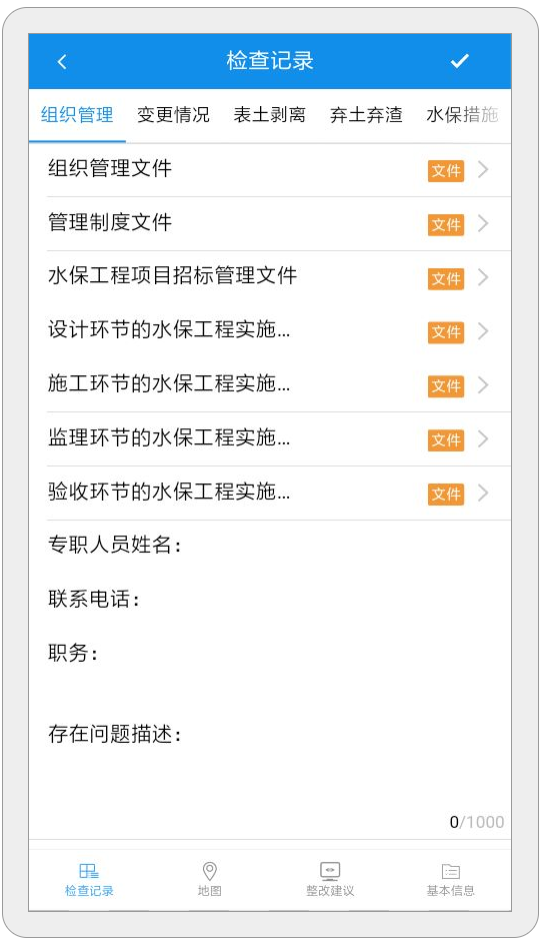 检查记录
组织管理 变更情况 表土剥离 弃土弃渣 水保措施
组织管理文件 文件
管理制度文件 文件
水保工程项目招标管理文件 文件
设计环节的水保工程实施... 文件
施工环节的水保工程实施... 文件
监理环节的水保工程实施... 文件
验收环节的水保工程实施... 文件
专职人员姓名：
联系电话：
职务：
存在问题描述：
0/1000
检查记录 地图 整改建议 基本信息